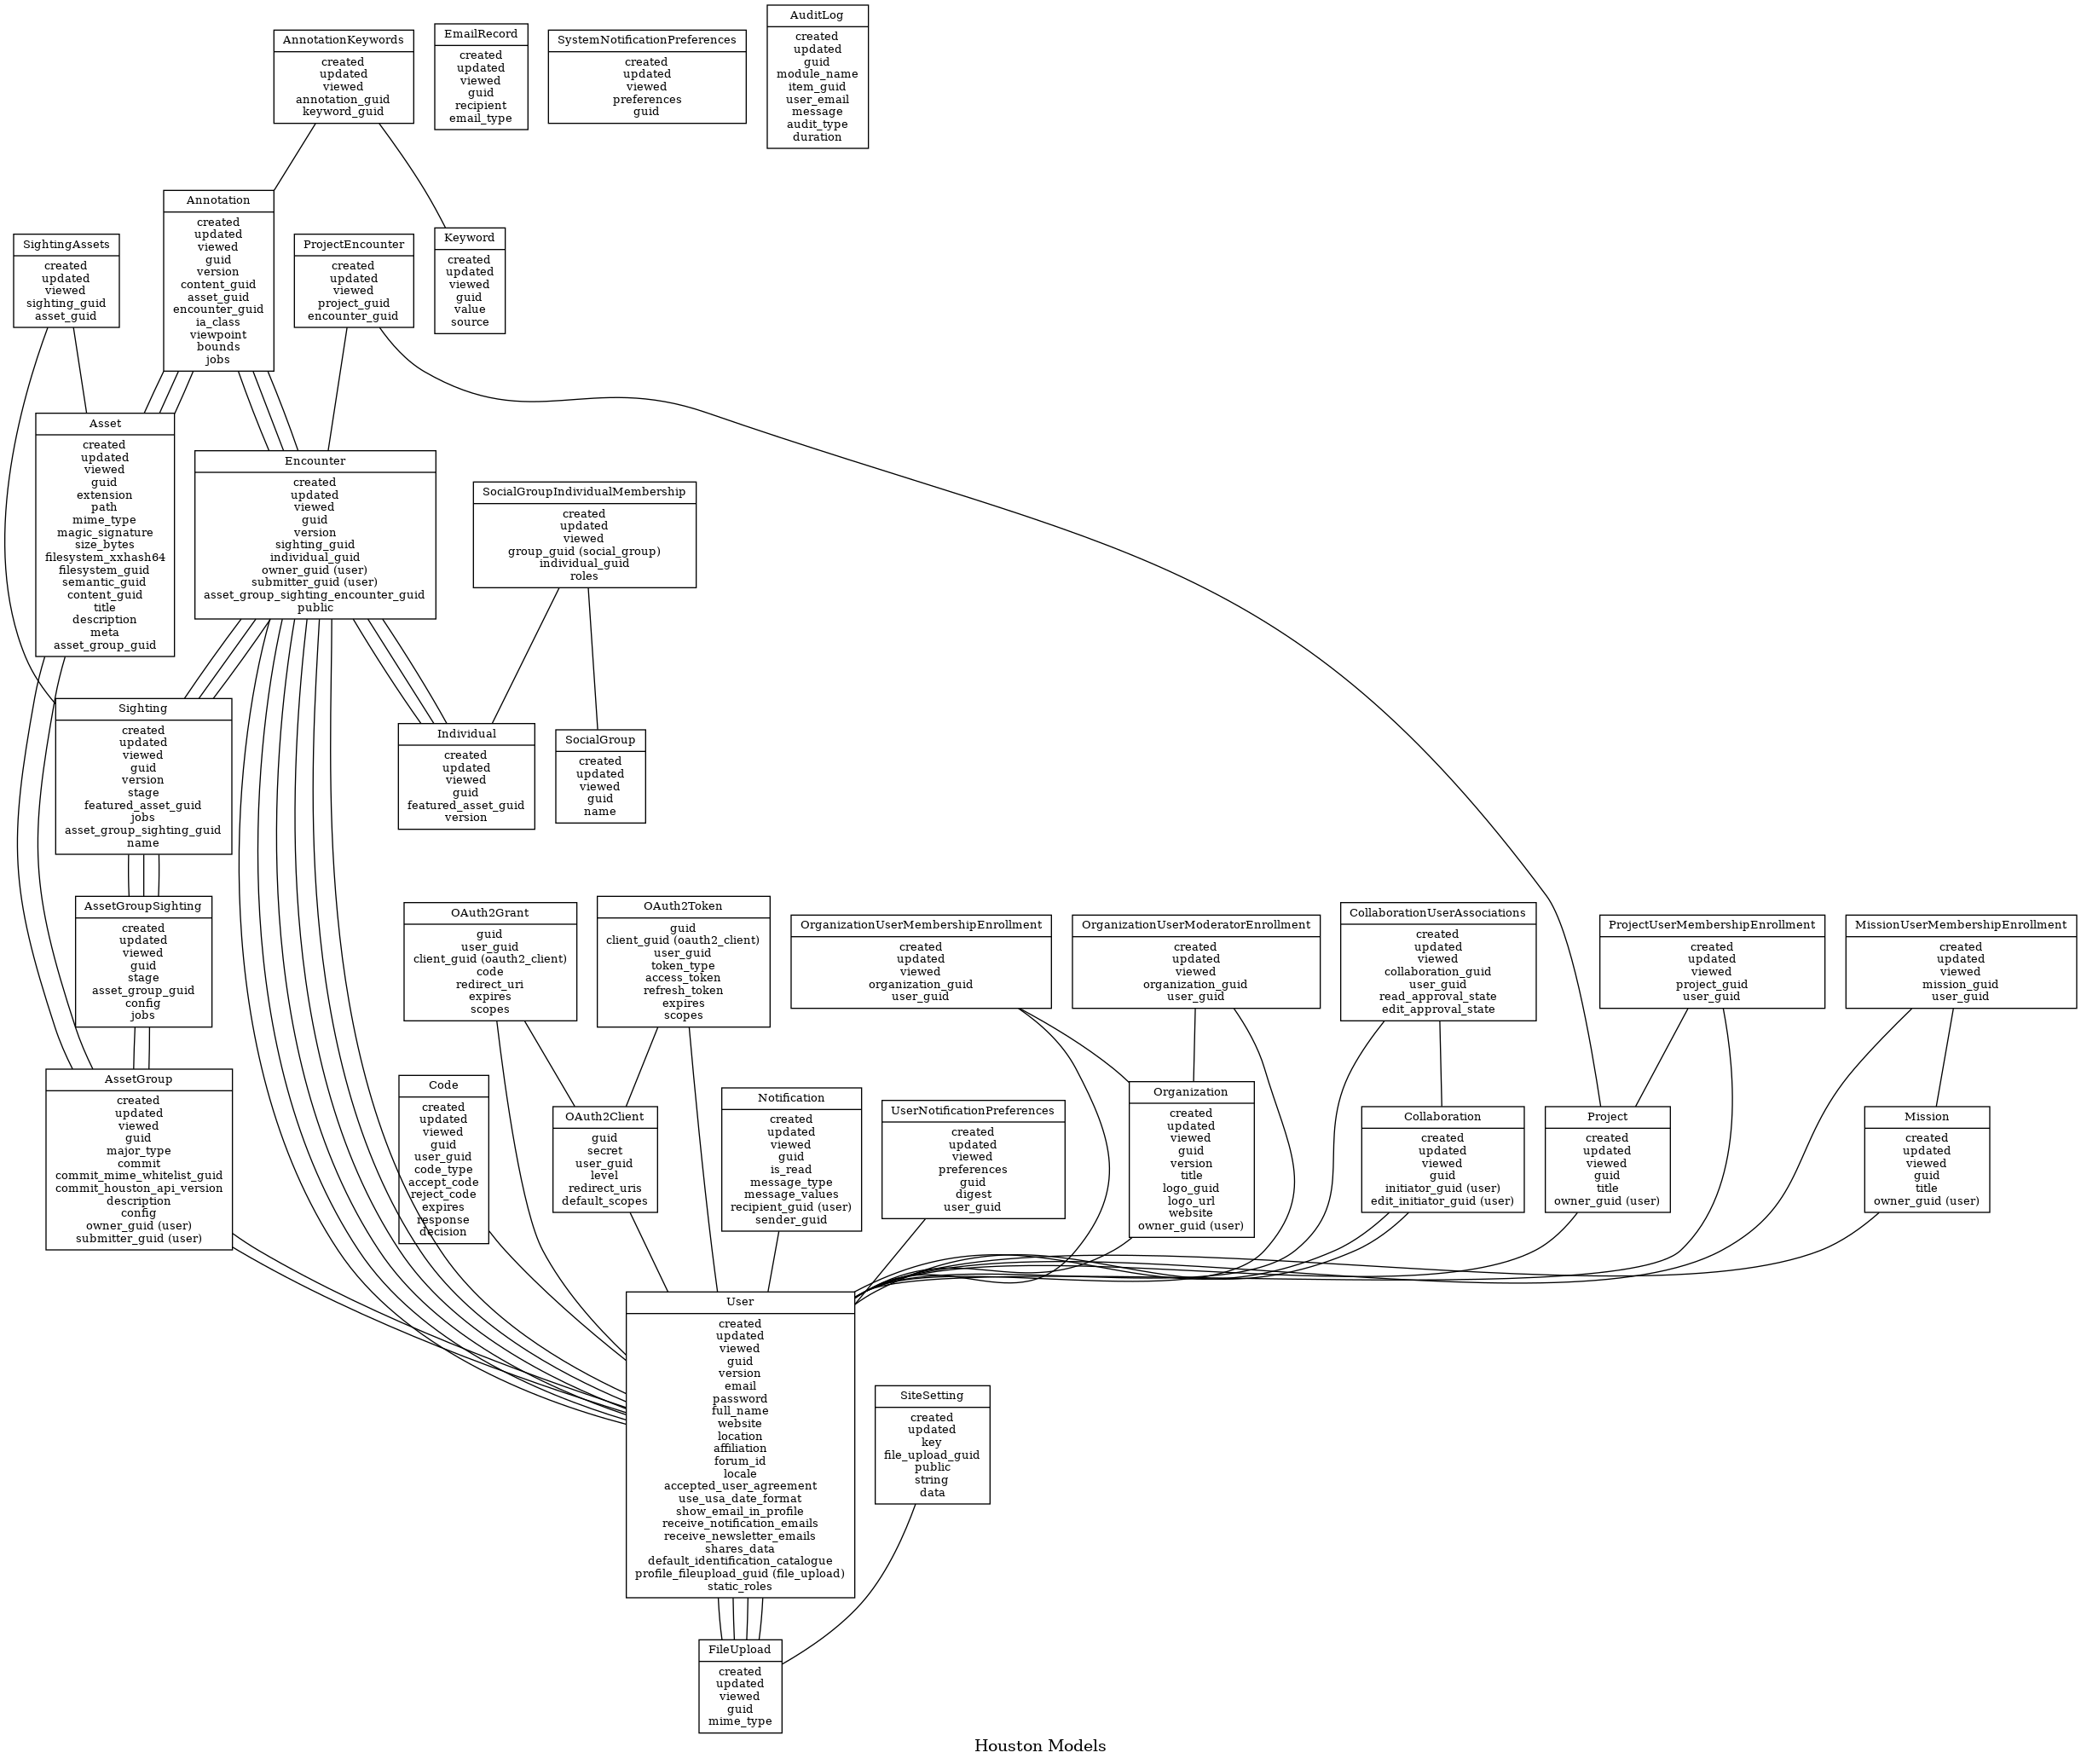 AnnotationKeywords
created
updated
viewed
annotation_guid
keyword_guid
EmailRecord
created
updated
viewed
guid
recipient
email_type
SystemNotificationPreferences
created
updated
viewed
preferences
guid
AuditLog
created
updated
guid
module_name
item_guid
user_email
message
audit_type
duration
SightingAssets
created
updated
viewed
sighting_guid
asset_guid
Annotation
created
updated
viewed
guid
version
content_guid
asset_guid
encounter_guid
ia_class
viewpoint
bounds
jobs
ProjectEncounter
created
updated
viewed
project_guid
encounter_guid
Keyword
created
updated
viewed
guid
value
source
Asset
created
updated
viewed
guid
extension
path
mime_type
magic_signature
size_bytes
filesystem_xxhash64
filesystem_guid
semantic_guid
content_guid
title
description
meta
asset_group_guid
Encounter
created
updated
viewed
guid
version
sighting_guid
individual_guid
owner_guid (user)
submitter_guid (user)
asset_group_sighting_encounter_guid
public
SocialGroupIndividualMembership
created
updated
viewed
group_guid (social_group)
individual_guid
roles
Sighting
created
updated
viewed
guid
version
stage
featured_asset_guid
jobs
asset_group_sighting_guid
name
Individual
created
updated
viewed
guid
featured_asset_guid
version
SocialGroup
created
updated
viewed
guid
name
AssetGroupSighting
created
updated
viewed
guid
stage
asset_group_guid
config
jobs
OAuth2Grant
guid
user_guid
client_guid (oauth2_client)
code
redirect_uri
expires
scopes
OAuth2Token
guid
client_guid (oauth2_client)
user_guid
token_type
access_token
refresh_token
expires
scopes
OrganizationUserMembershipEnrollment
created
updated
viewed
organization_guid
user_guid
OrganizationUserModeratorEnrollment
created
updated
viewed
organization_guid
user_guid
CollaborationUserAssociations
created
updated
viewed
collaboration_guid
user_guid
read_approval_state
edit_approval_state
ProjectUserMembershipEnrollment
created
updated
viewed
project_guid
user_guid
MissionUserMembershipEnrollment
created
updated
viewed
mission_guid
user_guid
AssetGroup
created
updated
viewed
guid
major_type
commit
commit_mime_whitelist_guid
commit_houston_api_version
description
config
owner_guid (user)
submitter_guid (user)
Code
created
updated
viewed
guid
user_guid
code_type
accept_code
reject_code
expires
response
decision
OAuth2Client
guid
secret
user_guid
level
redirect_uris
default_scopes
Notification
created
updated
viewed
guid
is_read
message_type
message_values
recipient_guid (user)
sender_guid
UserNotificationPreferences
created
updated
viewed
preferences
guid
digest
user_guid
Organization
created
updated
viewed
guid
version
title
logo_guid
logo_url
website
owner_guid (user)
Collaboration
created
updated
viewed
guid
initiator_guid (user)
edit_initiator_guid (user)
Project
created
updated
viewed
guid
title
owner_guid (user)
Mission
created
updated
viewed
guid
title
owner_guid (user)
User
created
updated
viewed
guid
version
email
password
full_name
website
location
affiliation
forum_id
locale
accepted_user_agreement
use_usa_date_format
show_email_in_profile
receive_notification_emails
receive_newsletter_emails
shares_data
default_identification_catalogue
profile_fileupload_guid (file_upload)
static_roles
SiteSetting
created
updated
key
file_upload_guid
public
string
data
FileUpload
created
updated
viewed
guid
mime_type
Houston Models